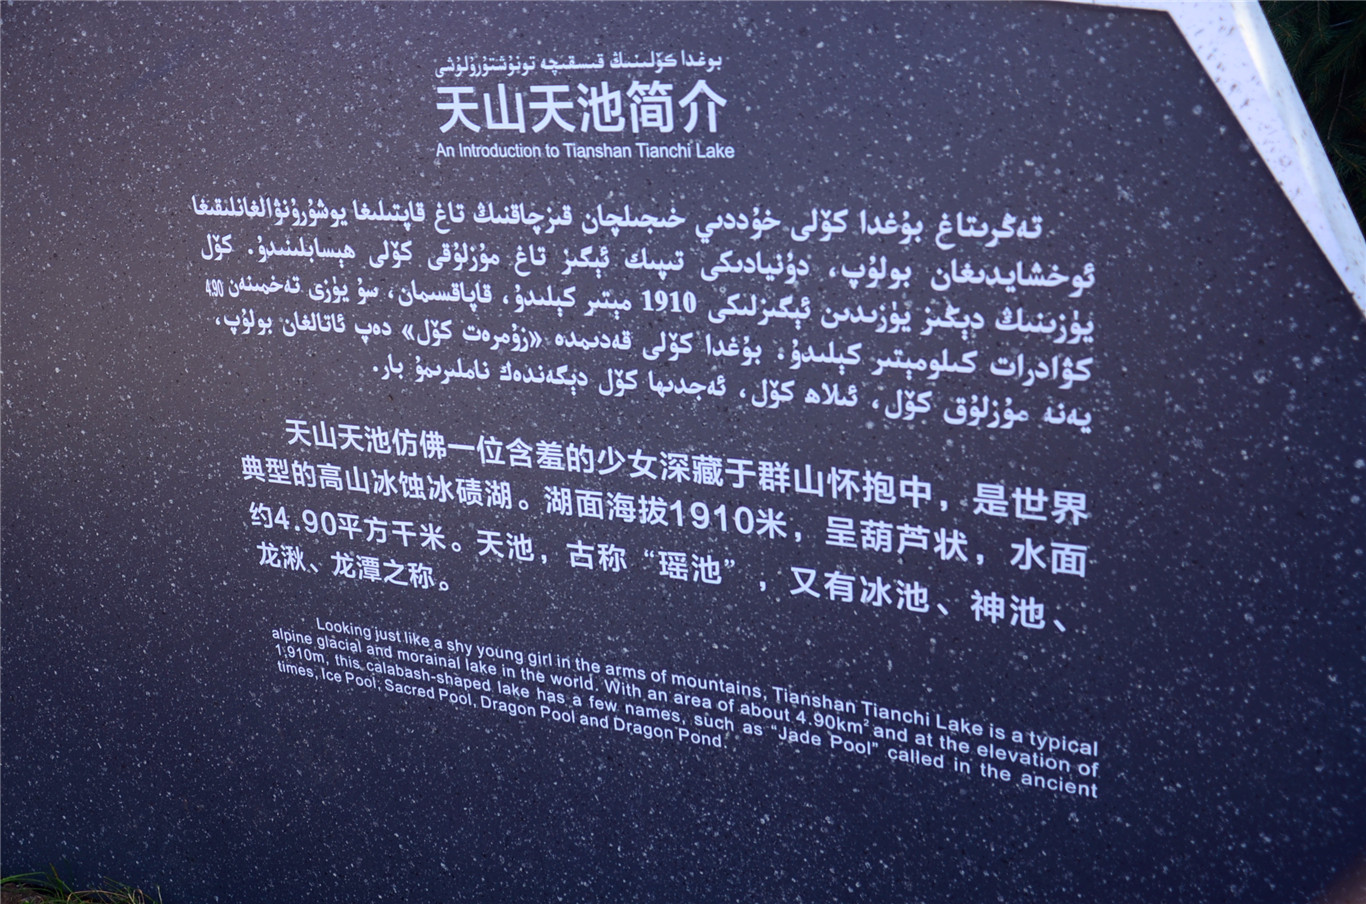 بوغدا كۆلىنىڭ قىسقىچە تونۇشتۇرۇلۇشى
天山天池简介
An Introduction to Tianshan Tianchi Lake
تەڭرىتاغ بۇغدا كۆلى خۇددىي خىجىلچان قىزچاقنىڭ تاغ قاپتىلىغا يوشۇرۇنۋالغانلىقىغا
ئوخشايدىغان بولۇپ، دۇنيادىكى تىپىك ئېگىز تاغ مۇزلۇقى كۆلى ھېسابلىنىدۇ. كۆل
يۈزىنىڭ دېڭىز يۈزىدىن ئېگىزلىكى 1910 مېتىر كېلىدۇ، قاپاقسىمان، سۇ يۈزى تەخمىنەن 4.90
كۋادرات كىلومېتىر كېلىدۇ. بۇغدا كۆلى قەدىمدە «زۇمرەت كۆل» دەپ ئاتالغان بولۇپ،
يەنە مۇزلۇق كۆل، ئىلاھ كۆل، ئەجدىھا كۆل دېگەندەك ناملىرىمۇ بار.
天山天池仿佛一位含羞的少女深藏于群山怀抱中，是世界
典型的高山冰蚀冰碛湖。湖面海拔1910米，呈葫芦状，水面
约4.90平方千米。天池，古称“瑶池”，又有冰池、神池、
龙湫、龙潭之称。
Looking just like a shy young girl in the arms of mountains, Tianshan Tianchi Lake is a typical
alpine glacial and morainal lake in the world. With an area of about 4.90km² and at the elevation of
1,910m, this calabash-shaped lake has a few names, such as “Jade Pool” called in the ancient
times, Ice Pool, Sacred Pool, Dragon Pool and Dragon Pond.